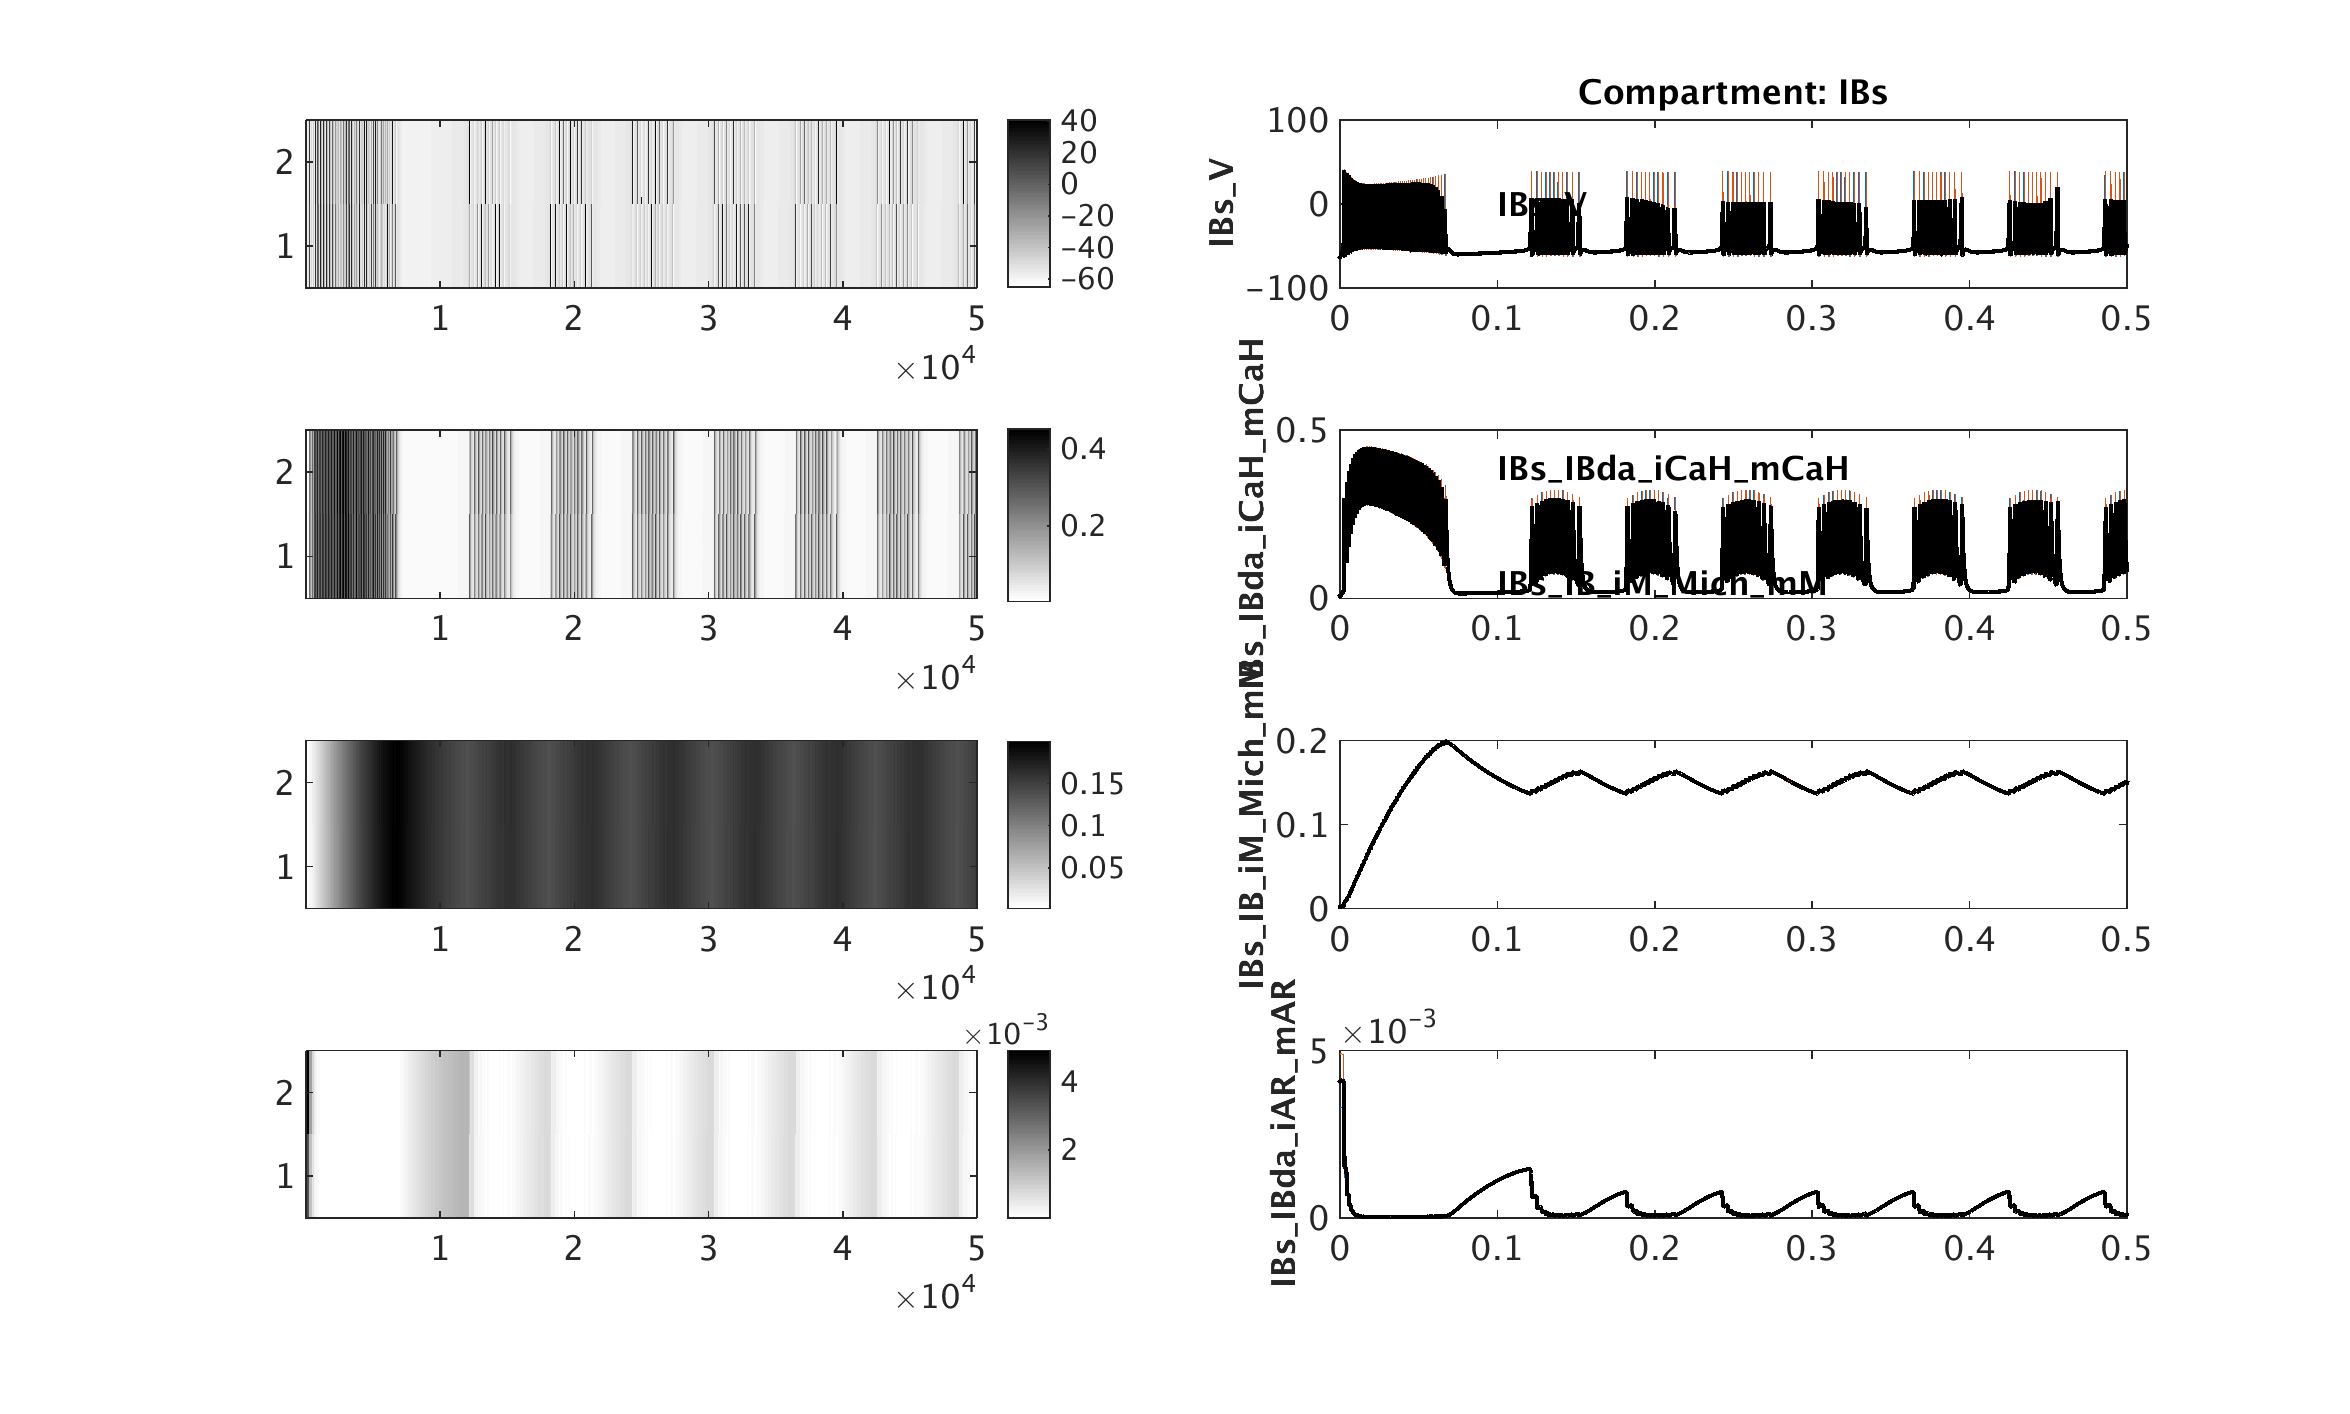 2
1
1 2 3 4 5
×10^4
40
20
0
−20
−40
−60
2
1
1 2 3 4 5
×10^4
0.4
0.2
2
1
1 2 3 4 5
×10^4
0.15
0.1
0.05
×10^−3
2
1
1 2 3 4 5
×10^4
4
2
Compartment: IBs
IBs_V
100
0
−100
IBs_V
0 0.1 0.2 0.3 0.4 0.5
IBs_IBda_iCaH_mCaH
0.5
0
IBs_IBda_iCaH_mCaH
IBs_IB_iM_Mich_mM
0 0.1 0.2 0.3 0.4 0.5
IBs_IB_iM_Mich_mM
0.2
0.1
0
0 0.1 0.2 0.3 0.4 0.5
IBs_IBda_iAR_mAR
×10^−3
5
0
0 0.1 0.2 0.3 0.4 0.5